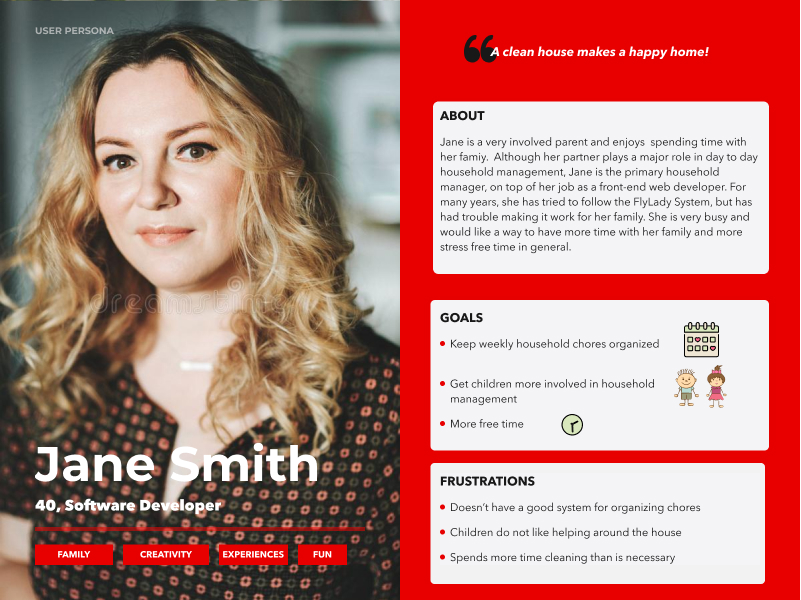 USER PERSONA
dreamstime
Jane Smith
40, Software Developer
FAMILY
CREATIVITY
EXPERIENCES
FUN
“A clean house makes a happy home!
ABOUT
Jane is a very involved parent and enjoys  spending time with
her famiy.  Although her partner plays a major role in day to day
household management, Jane is the primary household
manager, on top of her job as a front-end web developer. For
many years, she has tried to follow the FlyLady System, but has
had trouble making it work for her family. She is very busy and
would like a way to have more time with her family and more
stress free time in general.
GOALS
• Keep weekly household chores organized
• Get children more involved in household
management
• More free time
FRUSTRATIONS
• Doesn’t have a good system for organizing chores
• Children do not like helping around the house
• Spends more time cleaning than is necessary